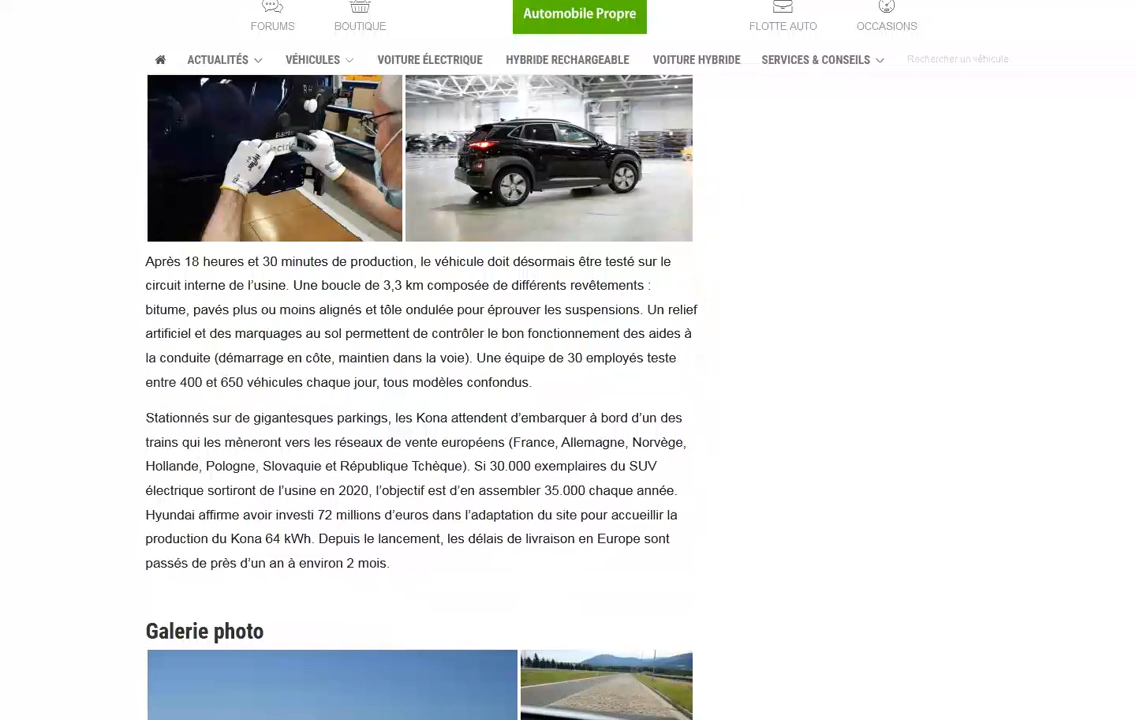 Automobile Propre
FORUMS
BOUTIQUE
FLOTTE AUTO
OCCASIONS
ACTUALITÉS
VÉHICULES
VOITURE ÉLECTRIQUE
HYBRIDE RECHARGEABLE
VOITURE HYBRIDE
SERVICES & CONSEILS
Rechercher un véhicule
Après 18 heures et 30 minutes de production, le véhicule doit désormais être testé sur le
circuit interne de l’usine. Une boucle de 3,3 km composée de différents revêtements :
bitume, pavés plus ou moins alignés et tôle ondulée pour éprouver les suspensions. Un relief
artificiel et des marquages au sol permettent de contrôler le bon fonctionnement des aides à
la conduite (démarrage en côte, maintien dans la voie). Une équipe de 30 employés teste
entre 400 et 650 véhicules chaque jour, tous modèles confondus.
Stationnés sur de gigantesques parkings, les Kona attendent d’embarquer à bord d’un des
trains qui les mèneront vers les réseaux de vente européens (France, Allemagne, Norvège,
Hollande, Pologne, Slovaquie et République Tchèque). Si 30.000 exemplaires du SUV
électrique sortiront de l’usine en 2020, l’objectif est d’en assembler 35.000 chaque année.
Hyundai affirme avoir investi 72 millions d’euros dans l’adaptation du site pour accueillir la
production du Kona 64 kWh. Depuis le lancement, les délais de livraison en Europe sont
passés de près d’un an à environ 2 mois.
Galerie photo